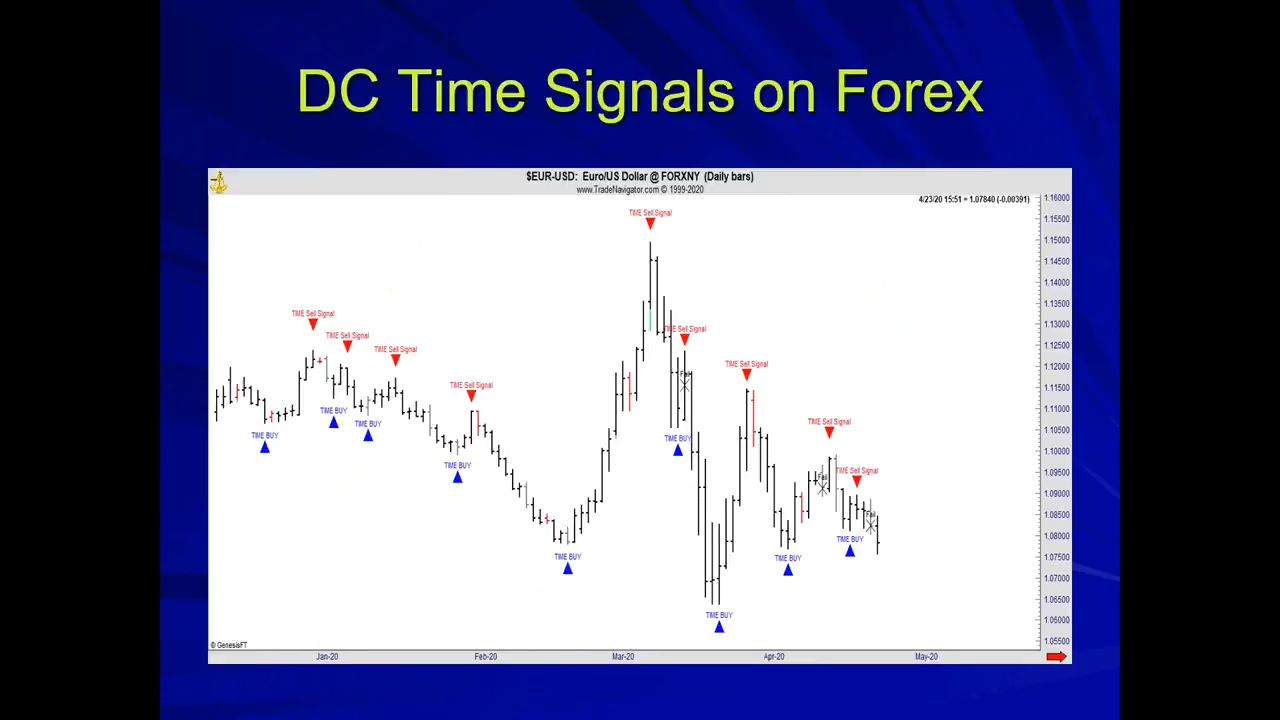 DC Time Signals on Forex
$EUR-USD: Euro/US Dollar @ FORXNY (Daily bars)
www.TradeNavigator.com © 1999-2020
4/23/20 15:51 = 1.07840 (-0.00391)
1.16000
1.15500
TIME Sell Signal
1.15000
1.14500
1.14000
1.13500
TIME Sell Signal
1.13000
TIME Sell Signal
TIME Sell Signal
1.12500
TIME Sell Signal
1.12000
TIME Sell Signal
Fail
1.11500
TIME Sell Signal
1.11000
TIME BUY
TIME BUY
TIME Sell Signal
1.10500
TIME BUY
TIME BUY
1.10000
TIME BUY
TIME Sell Signal
1.09500
Fail
1.09000
1.08500
Fail
1.08000
TIME BUY
TIME BUY
TIME BUY
1.07500
1.07000
1.06500
TIME BUY
1.06000
1.05500
© GenesisFT
Jan-20 Feb-20 Mar-20 Apr-20 May-20